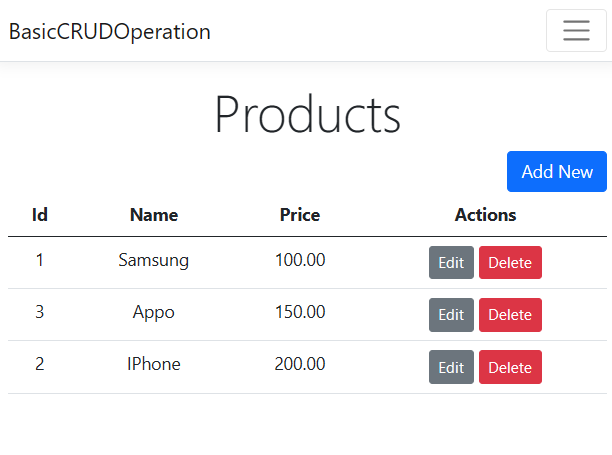 BasicCRUDOperation
Products
Add New
Id Name Price Actions
1 Samsung 100.00 Edit Delete
3 Appo 150.00 Edit Delete
2 IPhone 200.00 Edit Delete